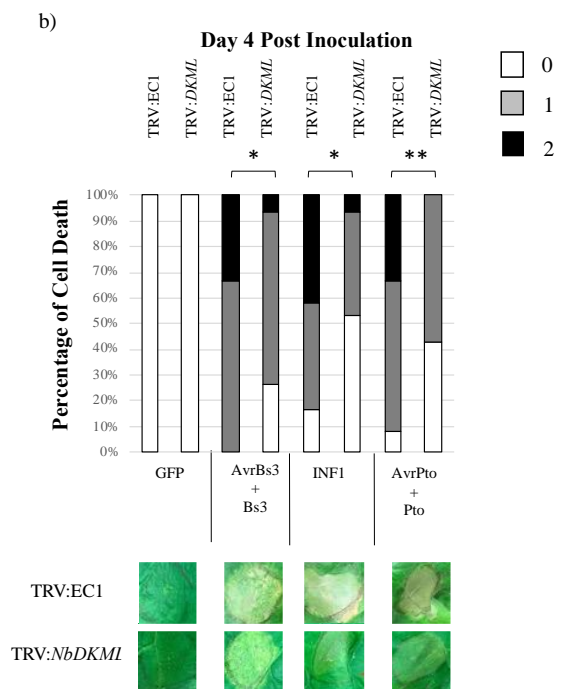 b)
Day 4 Post Inoculation
TRV:EC1
TRV:DKML
TRV:EC1
TRV:DKML
TRV:EC1
TRV:DKML
TRV:EC1
TRV:DKML
0
1
2
*
*
**
Percentage of Cell Death
100%
90%
80%
70%
60%
50%
40%
30%
20%
10%
0%
GFP
AvrBs3
+
Bs3
INF1
AvrPto
+
Pto
TRV:EC1
TRV:NbDKML